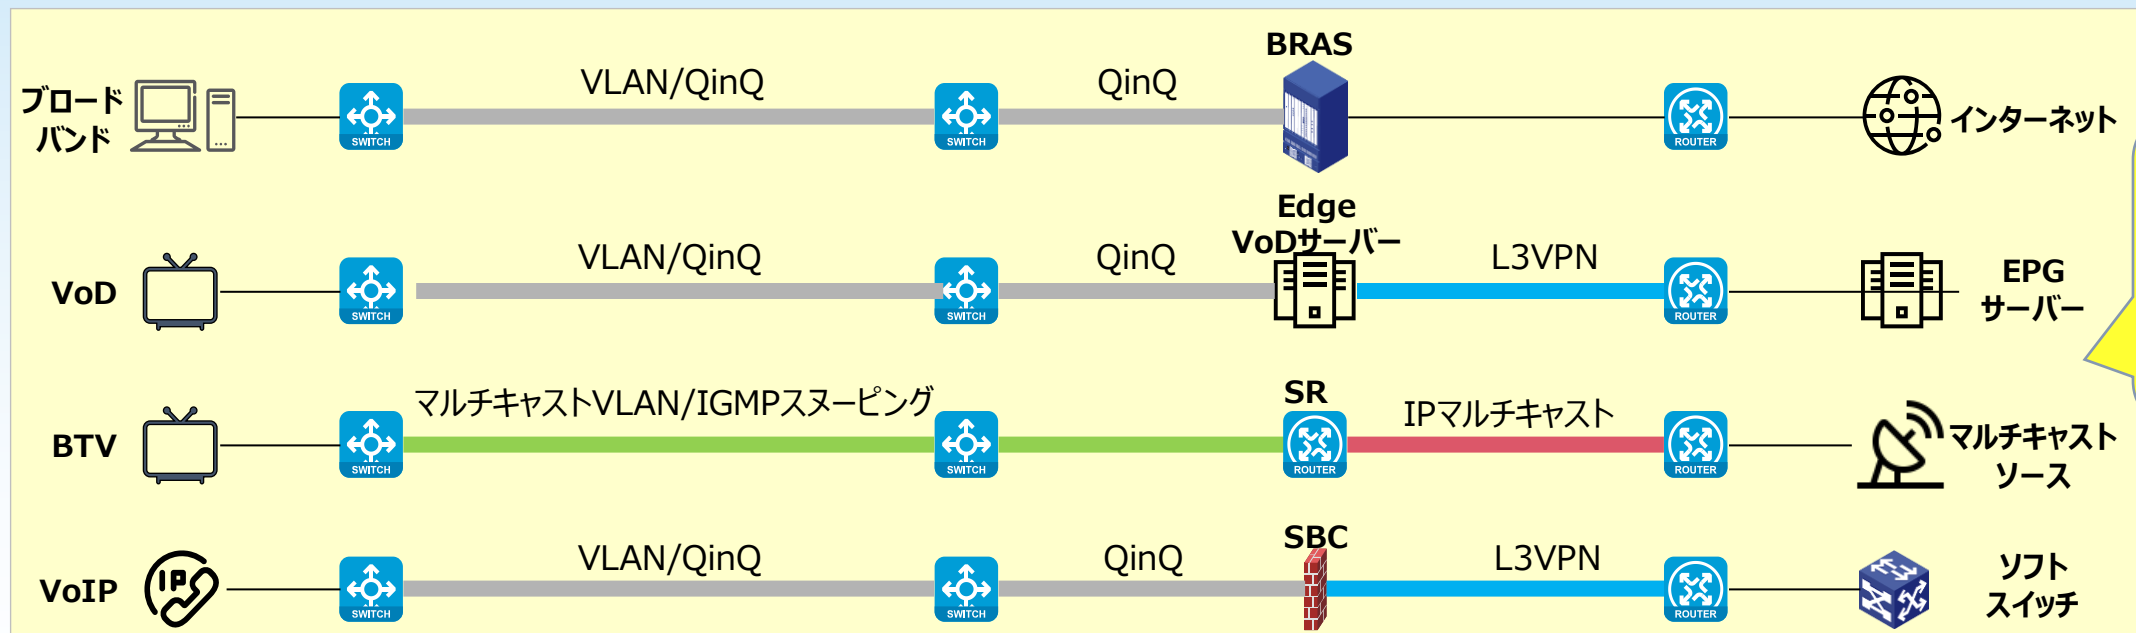 BRAS
ブロード
バンド
VLAN/QinQ
QinQ
インターネット
SWITCH
SWITCH
ROUTER
Edge
VoDサーバー
VoD
VLAN/QinQ
QinQ
L3VPN
EPG
サーバー
SWITCH
SWITCH
ROUTER
BTV
マルチキャストVLAN/IGMPスヌーピング
SR
IPマルチキャスト
マルチキャスト
ソース
SWITCH
SWITCH
ROUTER
ROUTER
VoIP
IP
VLAN/QinQ
QinQ
SBC
L3VPN
ソフト
スイッチ
SWITCH
SWITCH
ROUTER